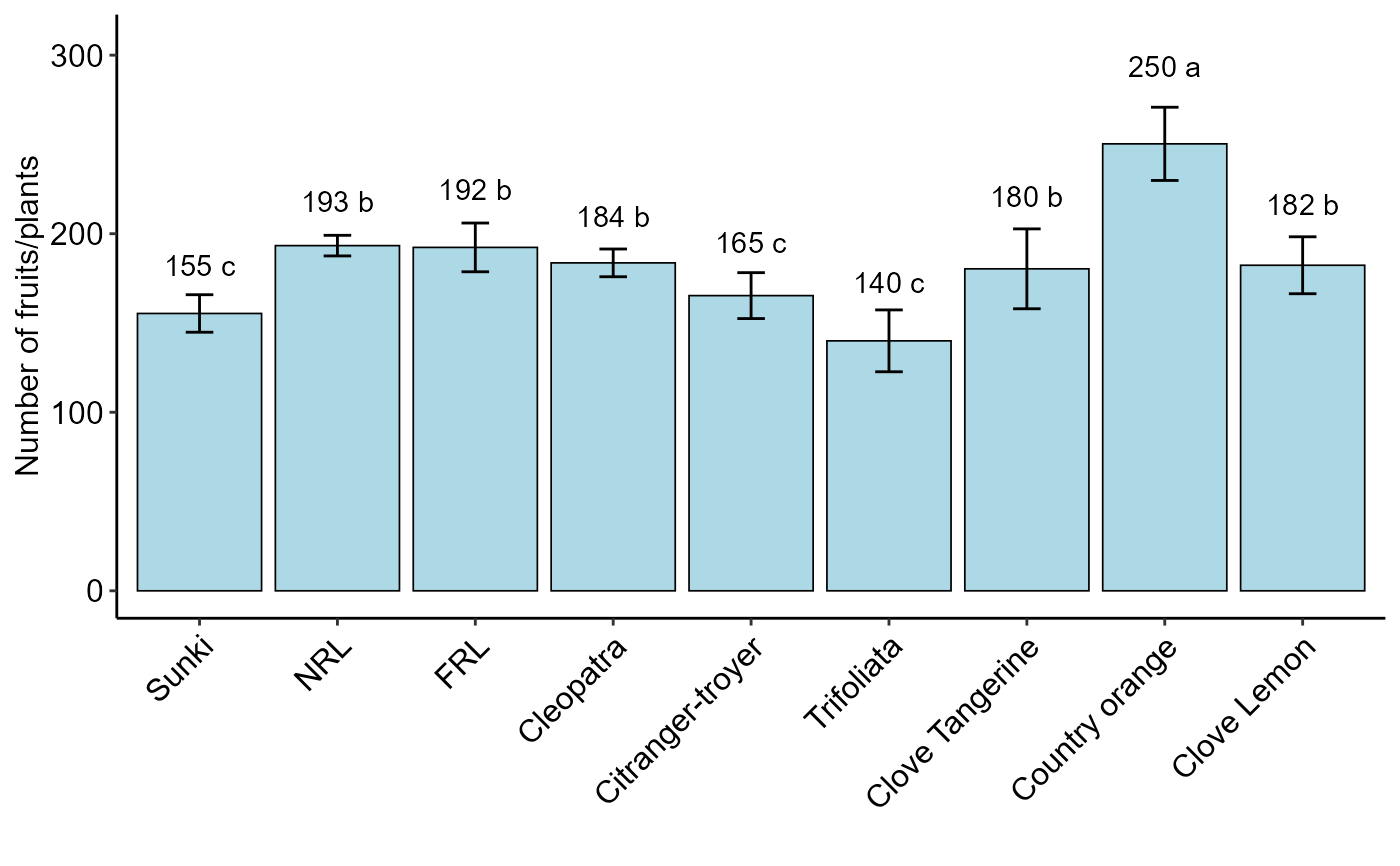 Number of fruits/plants
300
200
100
0
155 c
193 b
192 b
184 b
165 c
140 c
180 b
250 a
182 b
Sunki
NRL
FRL
Cleopatra
Citranger-troyer
Trifoliata
Clove Tangerine
Country orange
Clove Lemon